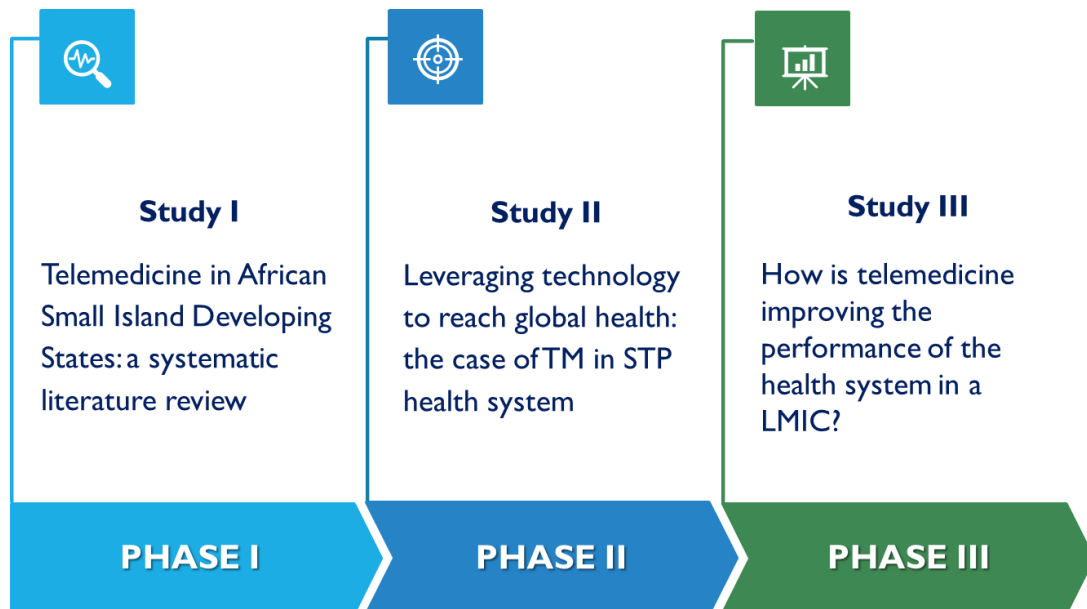 Study I
Telemedicine in African
Small Island Developing
States: a systematic
literature review
PHASE I
Study II
Leveraging technology
to reach global health:
the case of TM in STP
health system
PHASE II
Study III
How is telemedicine
improving the
performance of the
health system in a
LMIC?
PHASE III